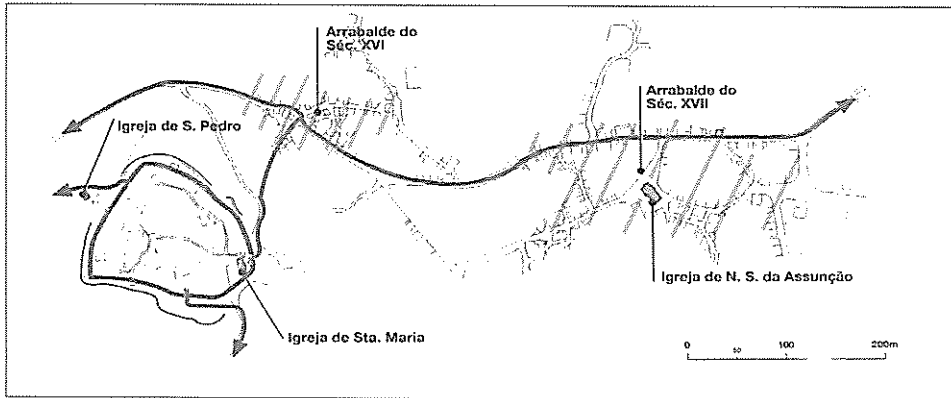 Arrabalde do
Séc. XVI
Arrabalde do
Séc. XVII
Igreja de S. Pedro
Igreja de N. S. da Assunção
Igreja de Sta. Maria
0 50 100 200m